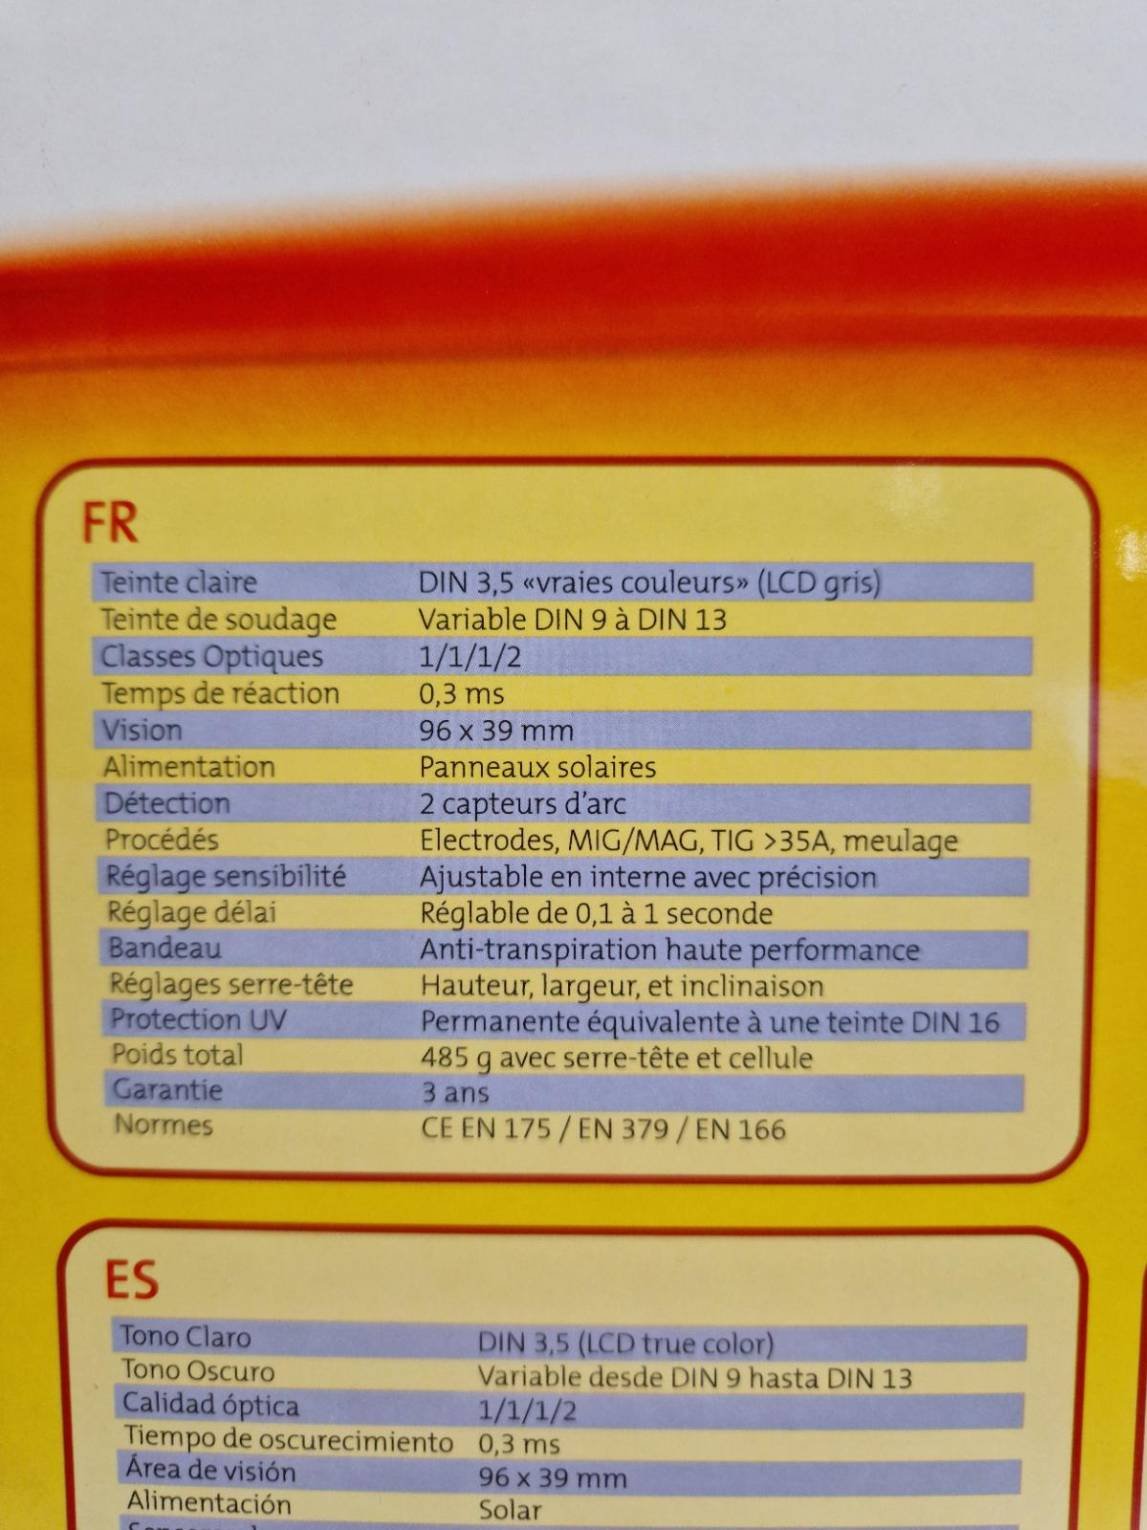 FR
Teinte claire DIN 3,5 «vraies couleurs» (LCD gris)
Teinte de soudage Variable DIN 9 à DIN 13
Classes Optiques 1/1/1/2
Temps de réaction 0,3 ms
Vision 96 x 39 mm
Alimentation Panneaux solaires
Détection 2 capteurs d'arc
Procédés Electrodes, MIG/MAG, TIG >35A, meulage
Réglage sensibilité Ajustable en interne avec précision
Réglage délai Réglable de 0,1 à 1 seconde
Bandeau Anti-transpiration haute performance
Réglages serre-tête Hauteur, largeur, et inclinaison
Protection UV Permanente équivalente à une teinte DIN 16
Poids total 485 g avec serre-tête et cellule
Garantie 3 ans
Normes CE EN 175 / EN 379 / EN 166
ES
Tono Claro DIN 3,5 (LCD true color)
Tono Oscuro Variable desde DIN 9 hasta DIN 13
Calidad óptica 1/1/1/2
Tiempo de oscurecimiento 0,3 ms
Área de visión 96 x 39 mm
Alimentación Solar